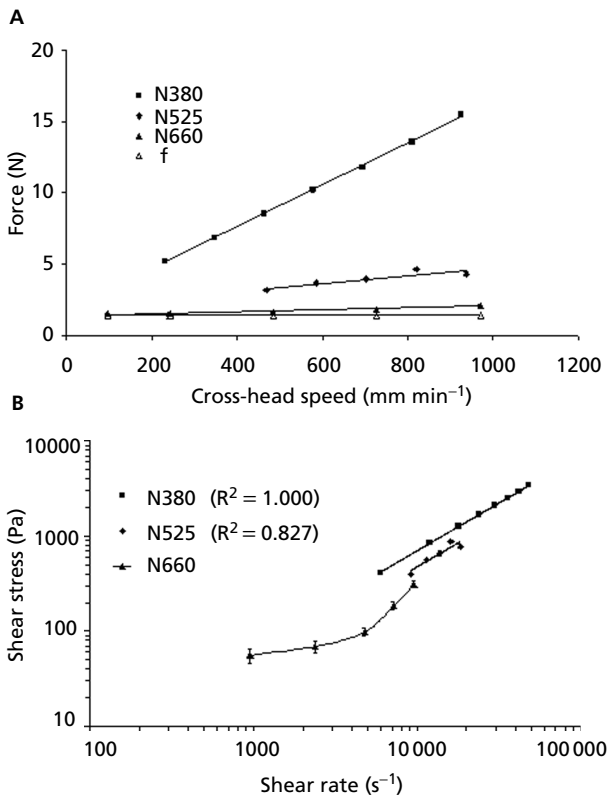 A
20
15
10
5
0
Force (N)
N380
N525
N660
f
0 200 400 600 800 1000 1200
Cross-head speed (mm min⁻¹)
B
10000
1000
100
10
Shear stress (Pa)
N380 (R² = 1.000)
N525 (R² = 0.827)
N660
100 1000 10 000 100 000
Shear rate (s⁻¹)